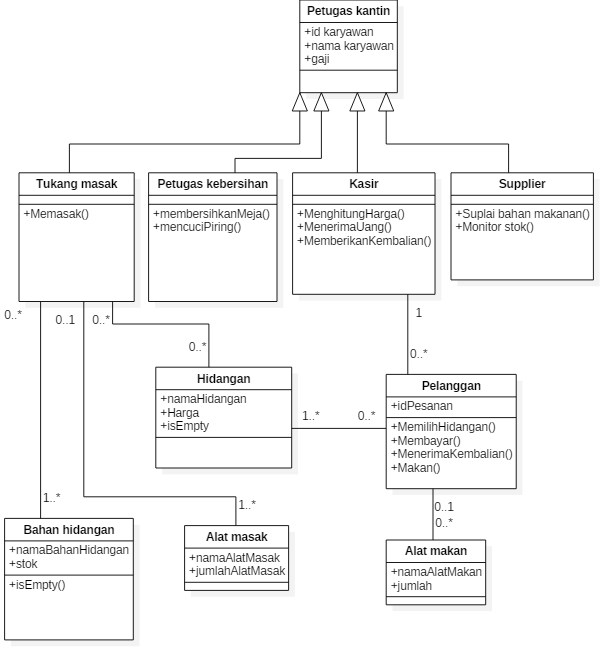 Petugas kantin
+id karyawan
+nama karyawan
+gaji
Tukang masak
+Memasak()
Petugas kebersihan
+membersihkanMeja()
+mencuciPiring()
Kasir
+MenghitungHarga()
+MenerimaUang()
+MemberikanKembalian()
Supplier
+Suplai bahan makanan()
+Monitor stok()
0..*
0..1
0..*
0..*
1
0..*
Hidangan
+namaHidangan
+Harga
+isEmpty
1..*
0..*
Pelanggan
+idPesanan
+MemilihHidangan()
+Membayar()
+MenerimaKembalian()
+Makan()
1..*
1..*
0..1
0..*
Bahan hidangan
+namaBahanHidangan
+stok
+isEmpty()
Alat masak
+namaAlatMasak
+jumlahAlatMasak
Alat makan
+namaAlatMakan
+jumlah